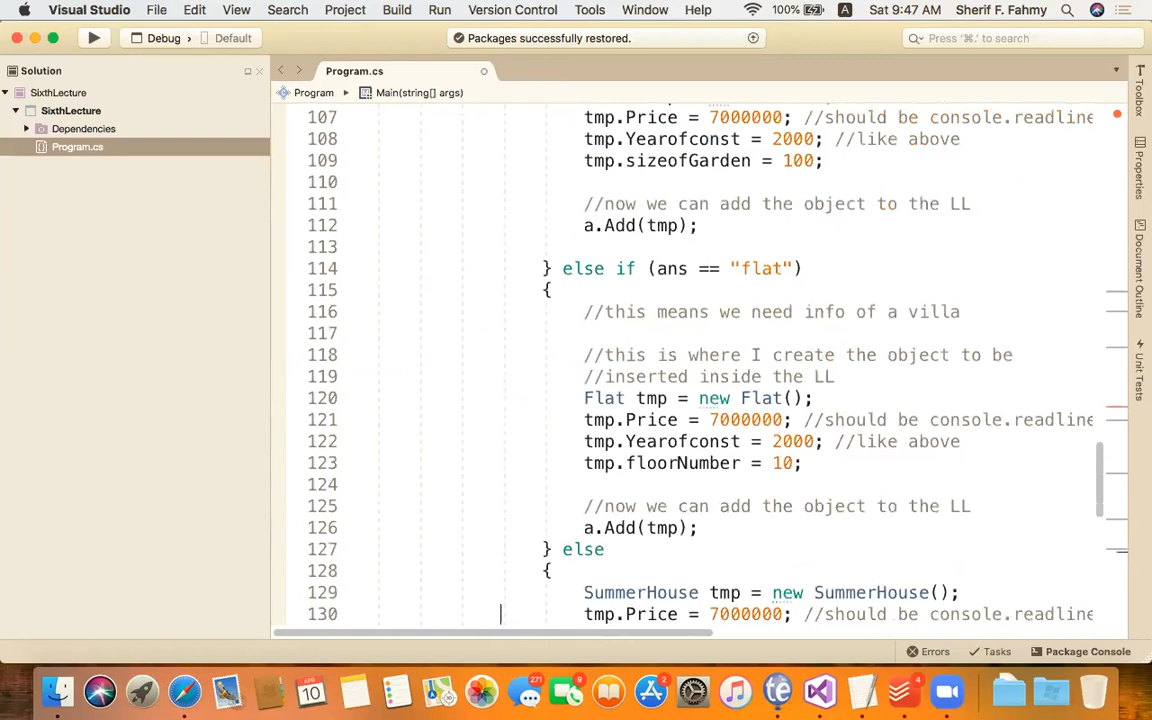 Visual Studio File Edit View Search Project Build Run Version Control Tools Window Help 100% A Sat 9:47 AM Sherif F. Fahmy
Debug › Default Packages successfully restored. Press '⌘.' to search
Solution
Program.cs
SixthLecture
Program Main(string[] args)
SixthLecture
Dependencies
Program.cs
107 tmp.Price = 7000000; //should be console.readline
108 tmp.Yearofconst = 2000; //like above
109 tmp.sizeofGarden = 100;
110
111 //now we can add the object to the LL
112 a.Add(tmp);
113
114 } else if (ans == "flat")
115 {
116 //this means we need info of a villa
117
118 //this is where I create the object to be
119 //inserted inside the LL
120 Flat tmp = new Flat();
121 tmp.Price = 7000000; //should be console.readline
122 tmp.Yearofconst = 2000; //like above
123 tmp.floorNumber = 10;
124
125 //now we can add the object to the LL
126 a.Add(tmp);
127 } else
128 {
129 SummerHouse tmp = new SummerHouse();
130 tmp.Price = 7000000; //should be console.readline
Toolbox
Properties
Document Outline
Unit Tests
Errors Tasks Package Console
APR
10
271
9
2
4